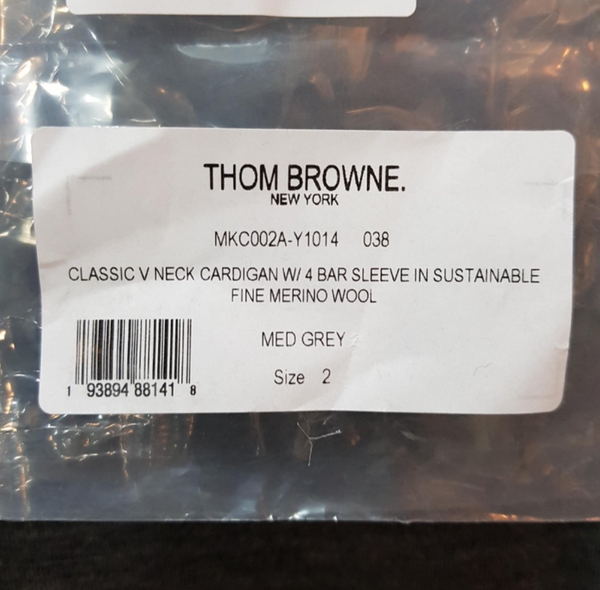 THOM BROWNE.
NEW YORK
MKC002A-Y1014 038
CLASSIC V NECK CARDIGAN W/ 4 BAR SLEEVE IN SUSTAINABLE
FINE MERINO WOOL
MED GREY
Size 2
1 93894 88141 8